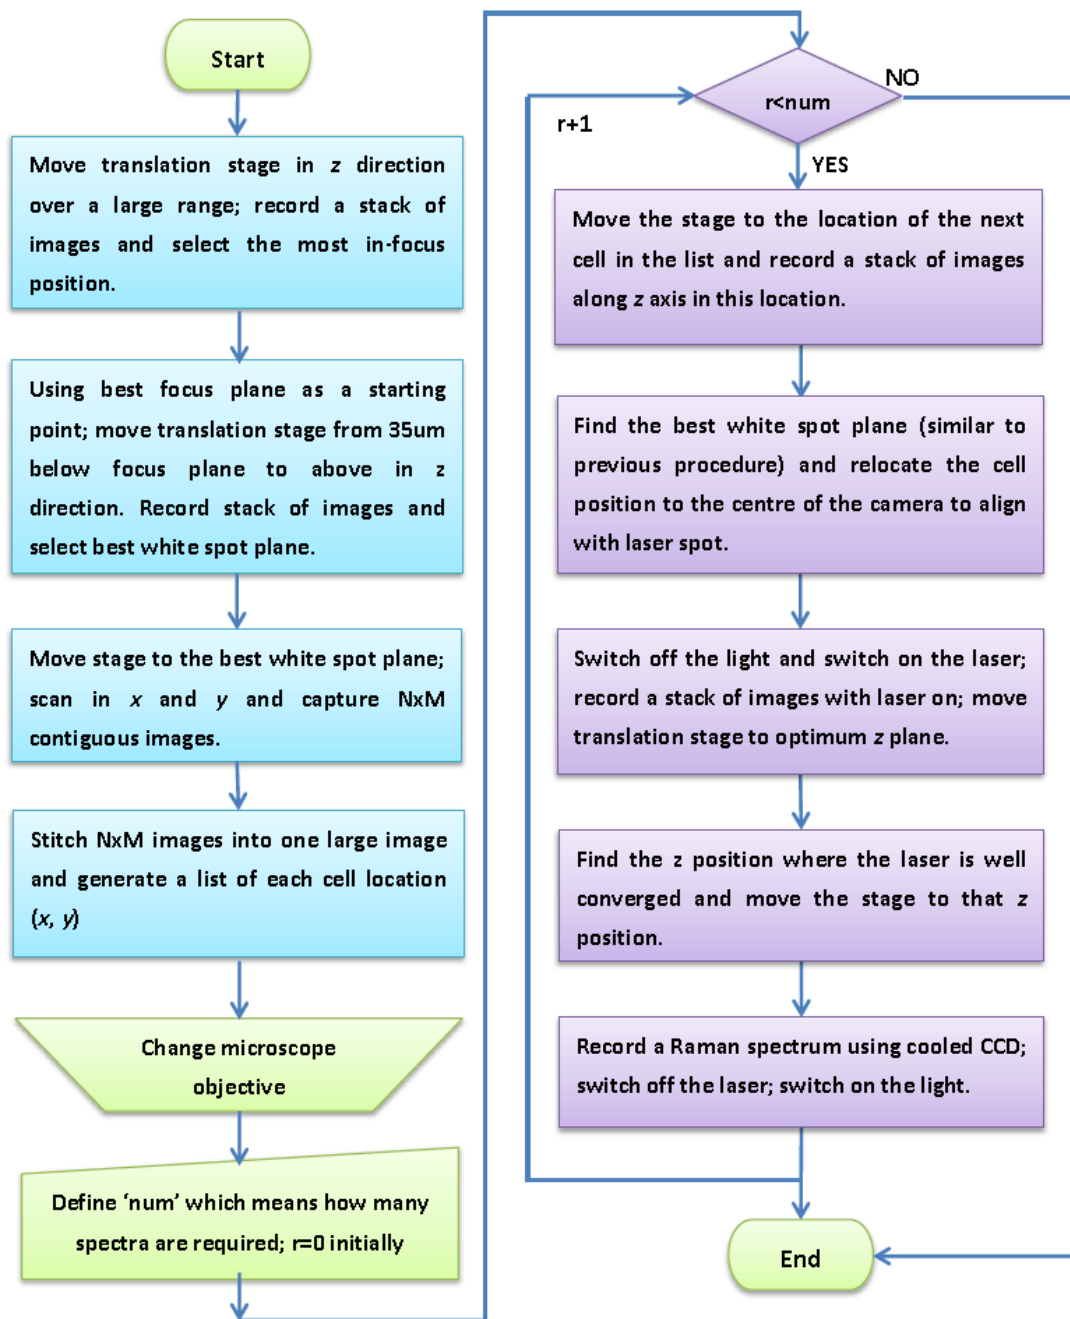 Start
Move translation stage in z direction
over a large range; record a stack of
images and select the most in-focus
position.
Using best focus plane as a starting
point; move translation stage from 35um
below focus plane to above in z
direction. Record stack of images and
select best white spot plane.
Move stage to the best white spot plane;
scan in x and y and capture NxM
contiguous images.
Stitch NxM images into one large image
and generate a list of each cell location
(x, y)
Change microscope
objective
Define ‘num’ which means how many
spectra are required; r=0 initially
r<num
NO
r+1
YES
Move the stage to the location of the next
cell in the list and record a stack of images
along z axis in this location.
Find the best white spot plane (similar to
previous procedure) and relocate the cell
position to the centre of the camera to align
with laser spot.
Switch off the light and switch on the laser;
record a stack of images with laser on; move
translation stage to optimum z plane.
Find the z position where the laser is well
converged and move the stage to that z
position.
Record a Raman spectrum using cooled CCD;
switch off the laser; switch on the light.
End